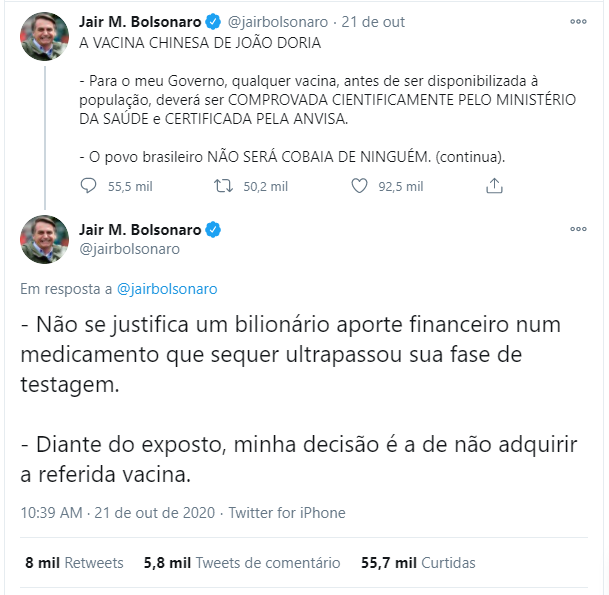 Jair M. Bolsonaro @jairbolsonaro · 21 de out
A VACINA CHINESA DE JOÃO DORIA
- Para o meu Governo, qualquer vacina, antes de ser disponibilizada à
população, deverá ser COMPROVADA CIENTIFICAMENTE PELO MINISTÉRIO
DA SAÚDE e CERTIFICADA PELA ANVISA.
- O povo brasileiro NÃO SERÁ COBAIA DE NINGUÉM. (continua).
55,5 mil 50,2 mil 92,5 mil
Jair M. Bolsonaro
@jairbolsonaro
Em resposta a @jairbolsonaro
- Não se justifica um bilionário aporte financeiro num
medicamento que sequer ultrapassou sua fase de
testagem.
- Diante do exposto, minha decisão é a de não adquirir
a referida vacina.
10:39 AM · 21 de out de 2020 · Twitter for iPhone
8 mil Retweets 5,8 mil Tweets de comentário 55,7 mil Curtidas